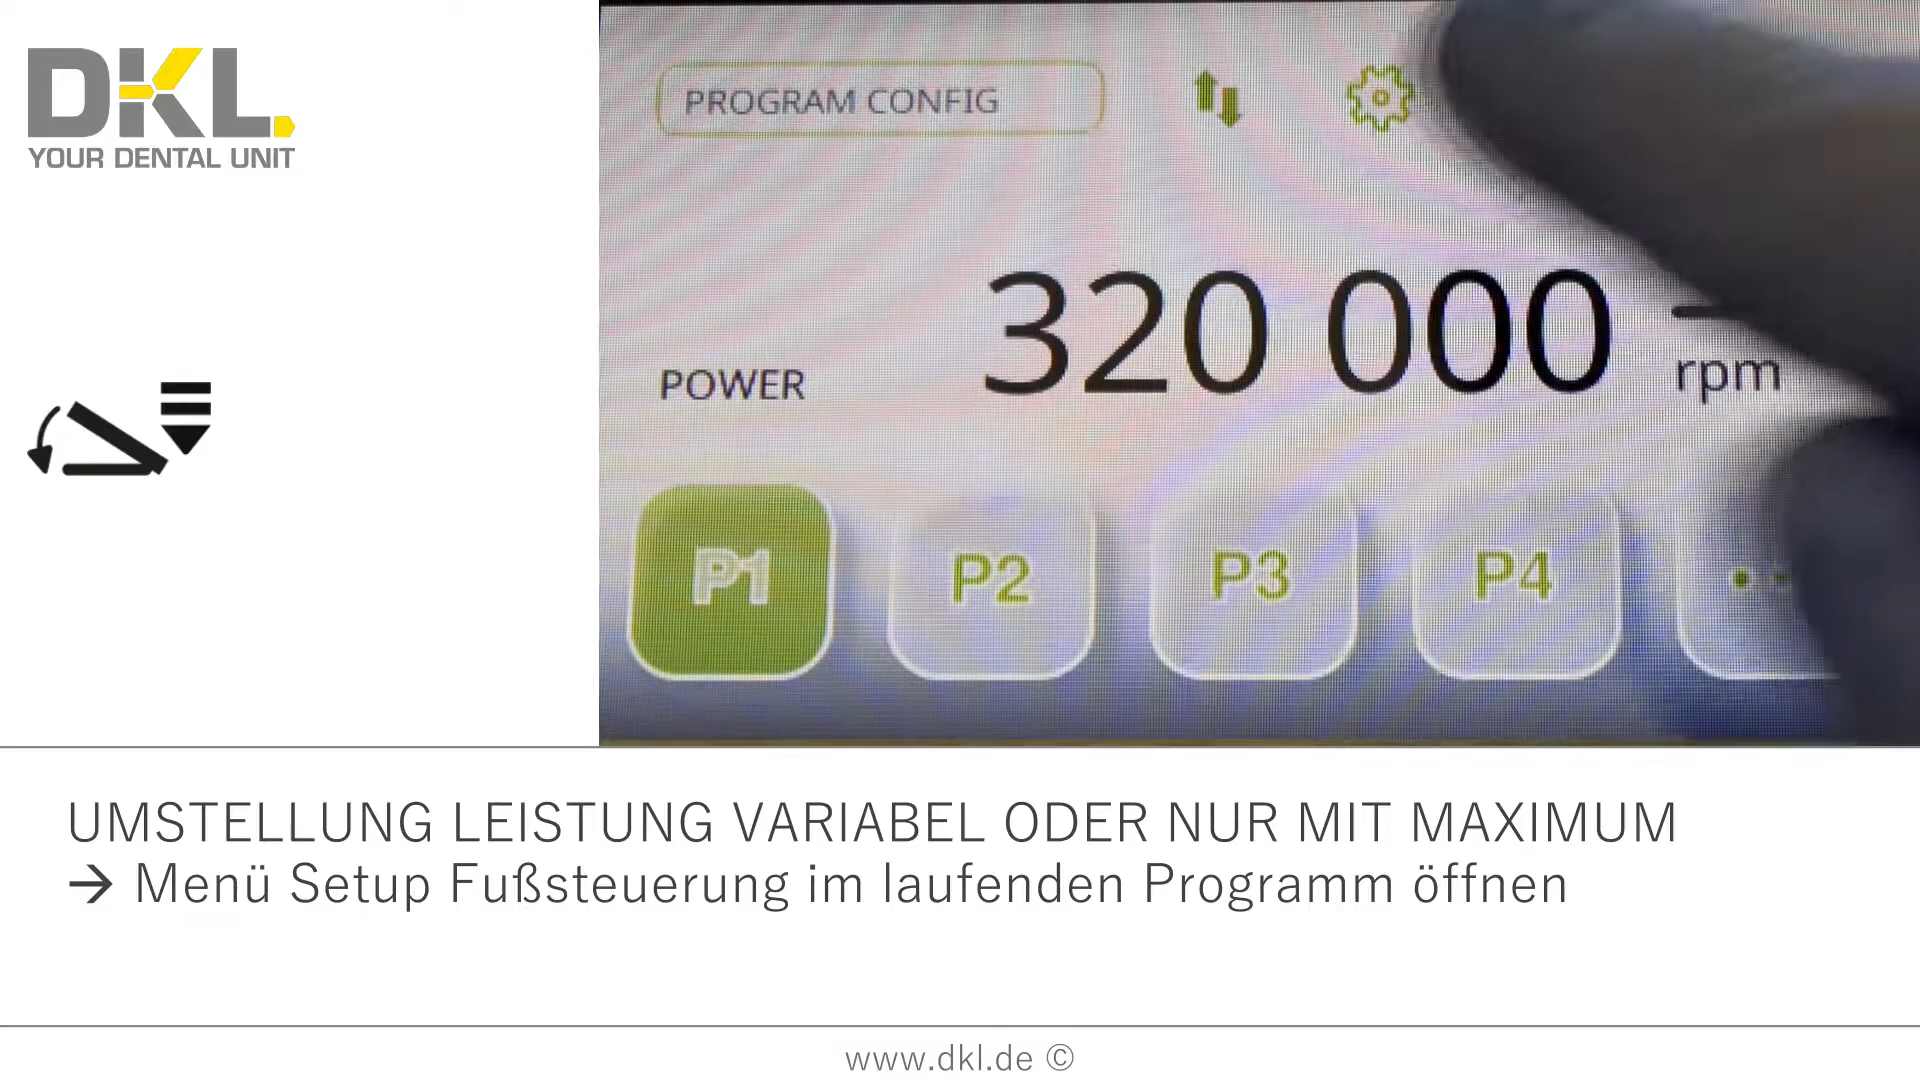 DKL.
YOUR DENTAL UNIT
PROGRAM CONFIG
320 000
POWER
rpm
P1
P2
P3
P4
UMSTELLUNG LEISTUNG VARIABEL ODER NUR MIT MAXIMUM
→ Menü Setup Fußsteuerung im laufenden Programm öffnen
www.dkl.de ©